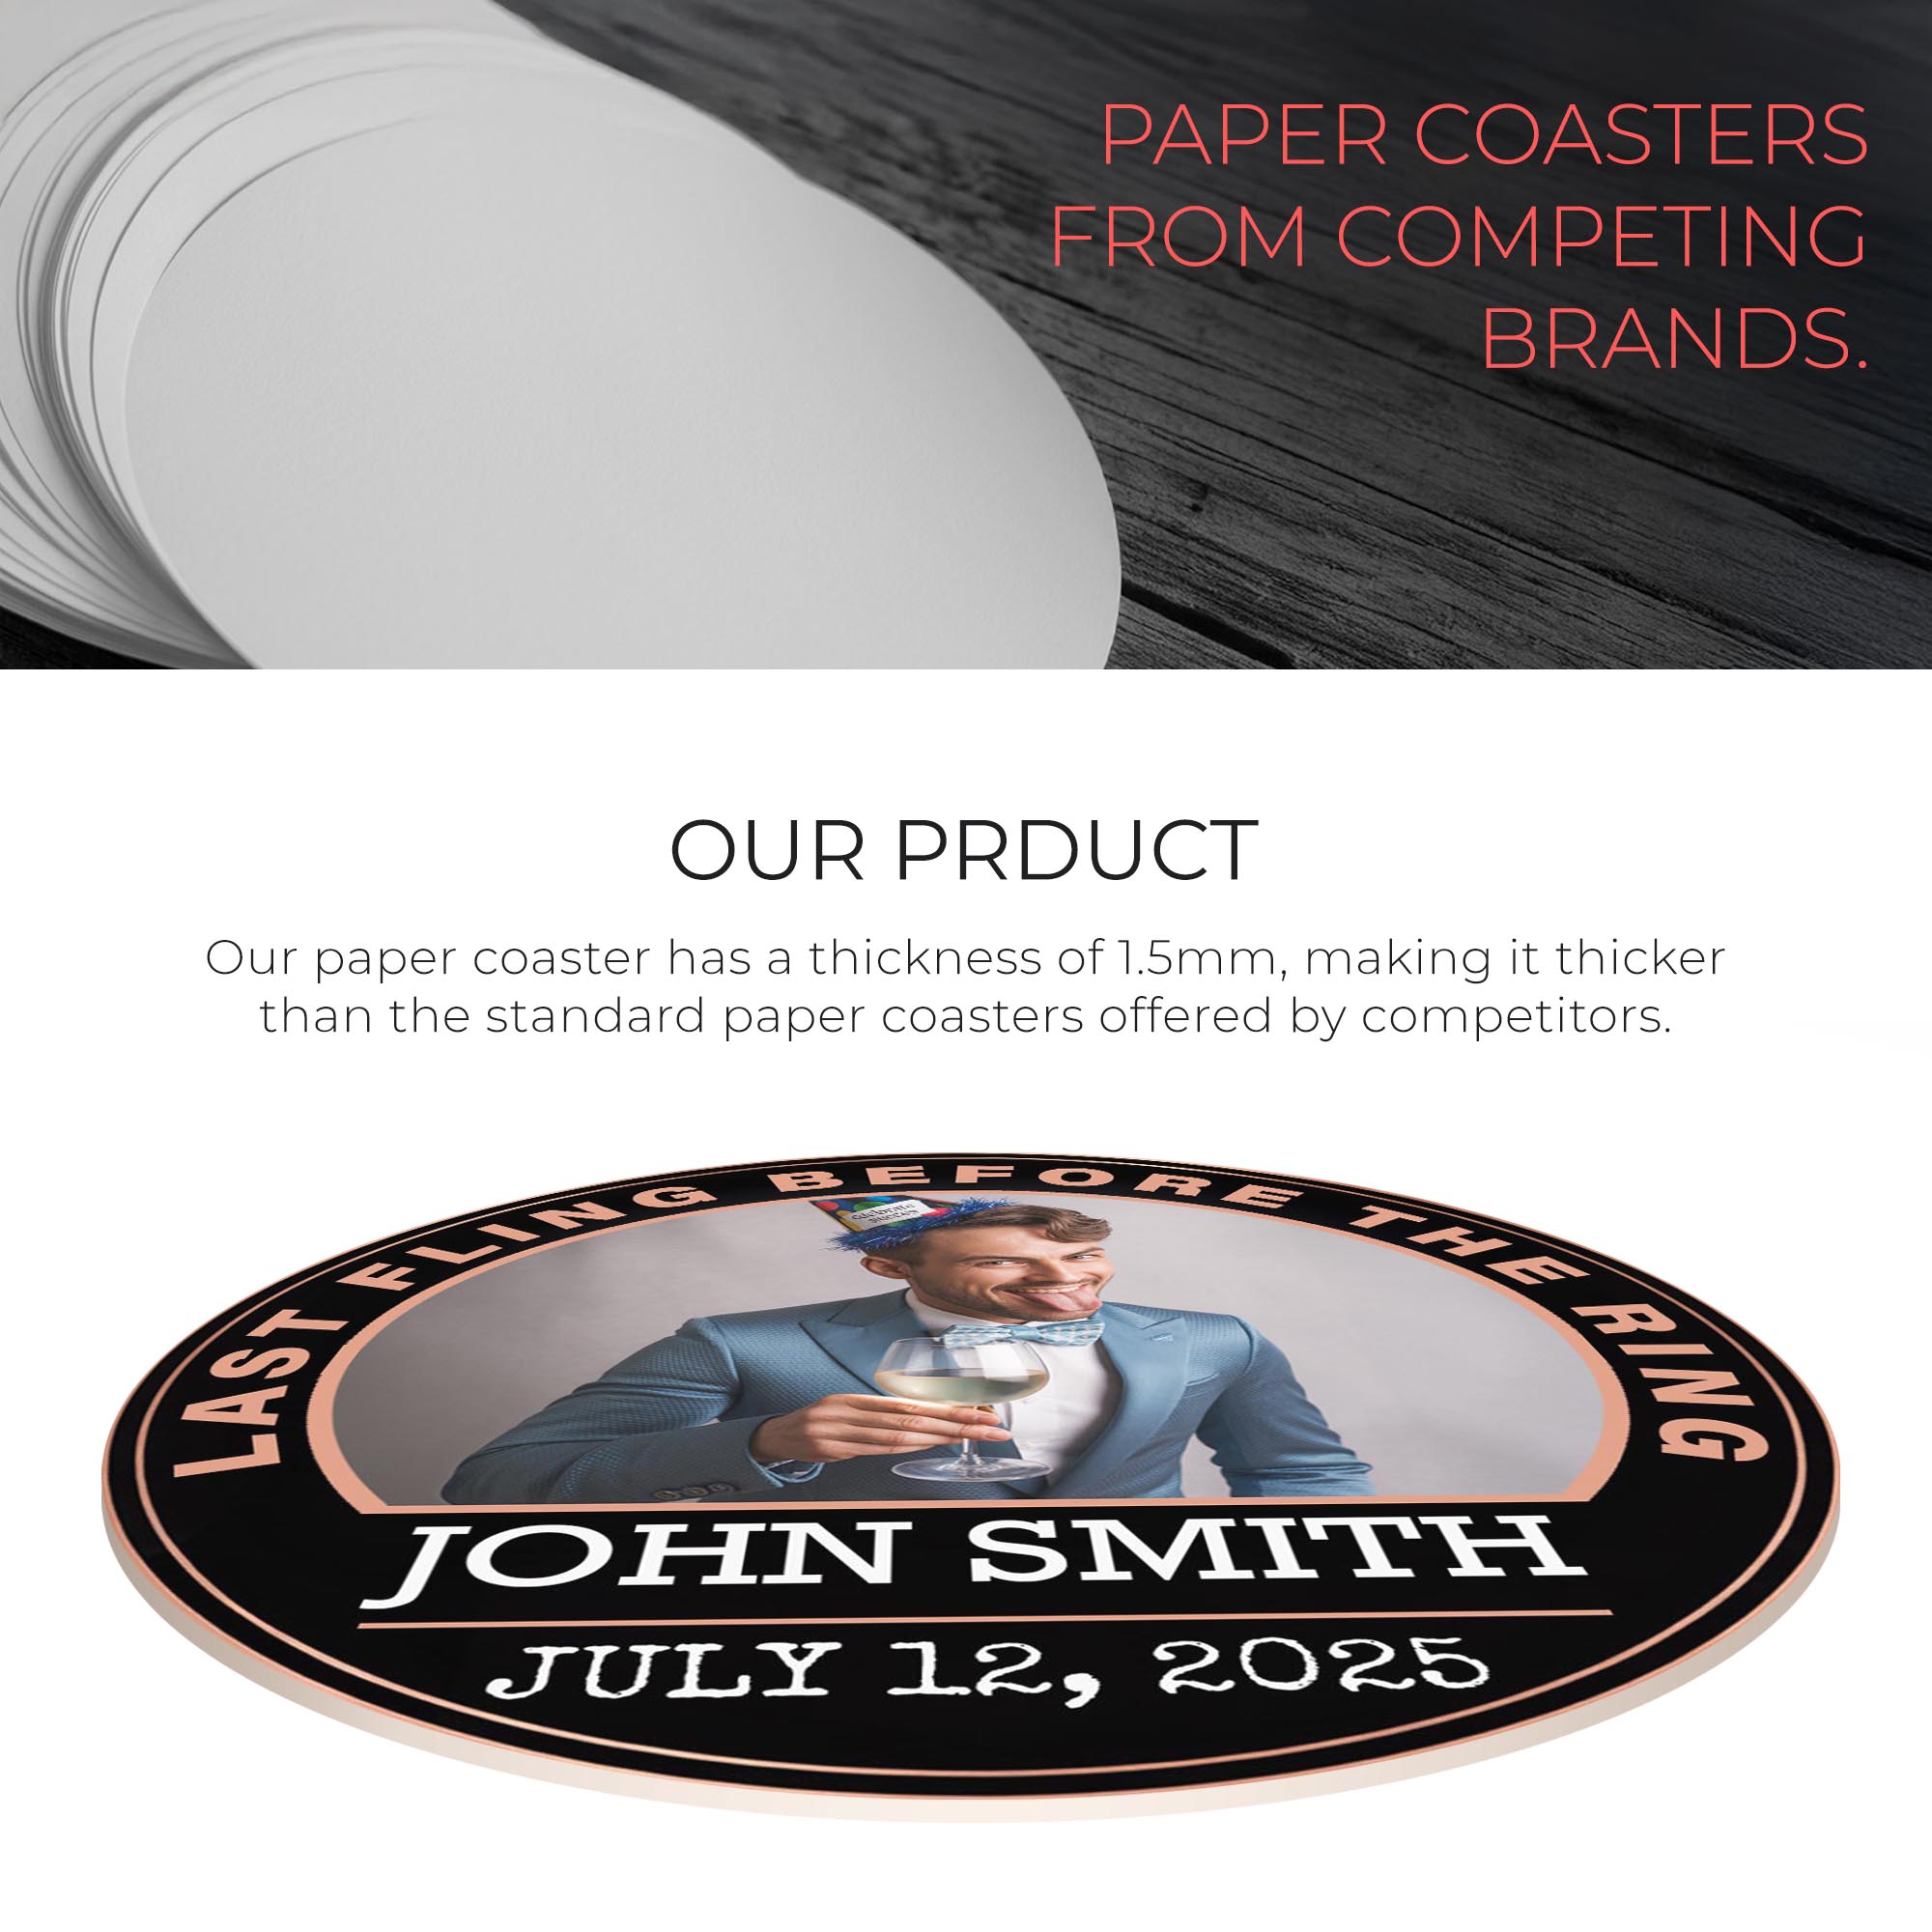 PAPER COASTERS
FROM COMPETING
BRANDS.
OUR PRDUCT
Our paper coaster has a thickness of 1.5mm, making it thicker
than the standard paper coasters offered by competitors.
LAST FLING BEFORE THE RING
JOHN SMITH
JULY 12, 2025